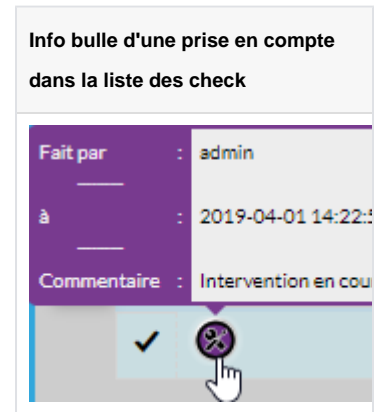 Info bulle d'une prise en compte
dans la liste des check
Fait par : admin
à : 2019-04-01 14:22:
Commentaire : Intervention en cou